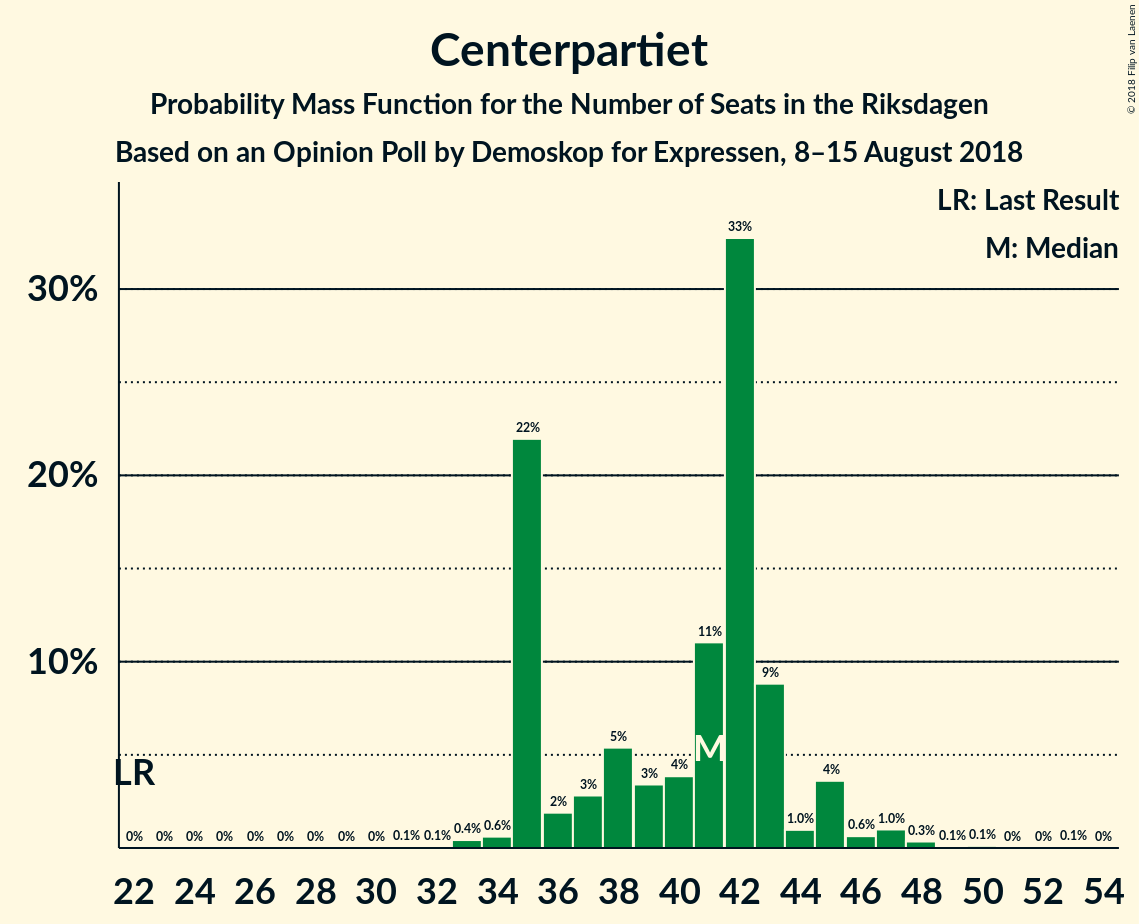 Centerpartiet
Probability Mass Function for the Number of Seats in the Riksdagen
Based on an Opinion Poll by Demoskop for Expressen, 8–15 August 2018
© 2018 Filip van Laenen
LR: Last Result
M: Median
30%
20%
10%
33%
22%
11%
9%
5%
M
4%
4%
3%
3%
2%
LR
0% 0% 0% 0% 0% 0% 0% 0% 0% 0.1% 0.1% 0.4% 0.6% 1.0% 0.6% 1.0% 0.3% 0.1% 0.1% 0% 0% 0.1% 0%
22 24 26 28 30 32 34 36 38 40 42 44 46 48 50 52 54